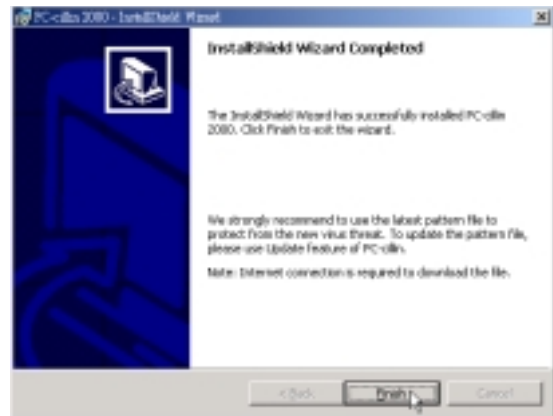 PC-cillin 2000 - InstallShield Wizard
InstallShield Wizard Completed
The InstallShield Wizard has successfully installed PC-cillin
2000. Click Finish to exit the wizard.
We strongly recommend to use the latest pattern file to
protect from the new virus threat. To update the pattern file,
please use Update feature of PC-cillin.
Note: Internet connection is required to download the file.
< Back
Finish
Cancel